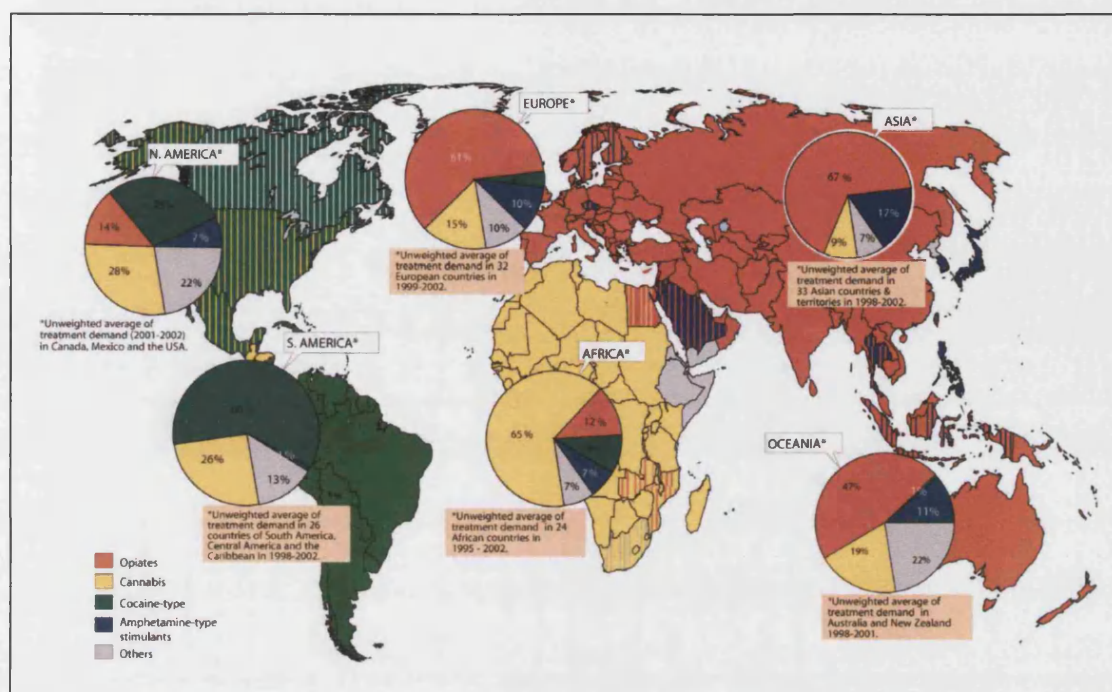 EUROPE*
61%
10%
15%
10%
*Unweighted average of
treatment demand in 32
European countries in
1999-2002.
ASIA*
67 %
17%
7%
9%
*Unweighted average of
treatment demand in
33 Asian countries &
territories in 1998-2002.
N. AMERICA*
14%
7%
28%
22%
*Unweighted average of
treatment demand (2001-2002)
in Canada, Mexico and the USA.
S. AMERICA*
26%
13%
*Unweighted average of
treatment demand in 26
countries of South America,
Central America and the
Caribbean in 1998-2002.
AFRICA*
65%
12%
7%
7%
*Unweighted average of
treatment demand in 24
African countries in
1995 - 2002.
OCEANIA*
47%
1%
11%
19%
22%
*Unweighted average of
treatment demand in
Australia and New Zealand
1998-2001.
Opiates
Cannabis
Cocaine-type
Amphetamine-type
stimulants
Others